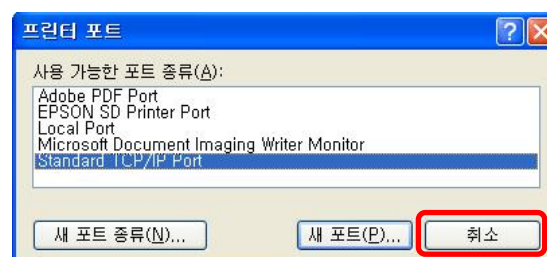 프린터 포트
사용 가능한 포트 종류(A):
Adobe PDF Port
EPSON SD Printer Port
Local Port
Microsoft Document Imaging Writer Monitor
Standard TCP/IP Port
새 포트 종류(N)... 새 포트(P)... 취소